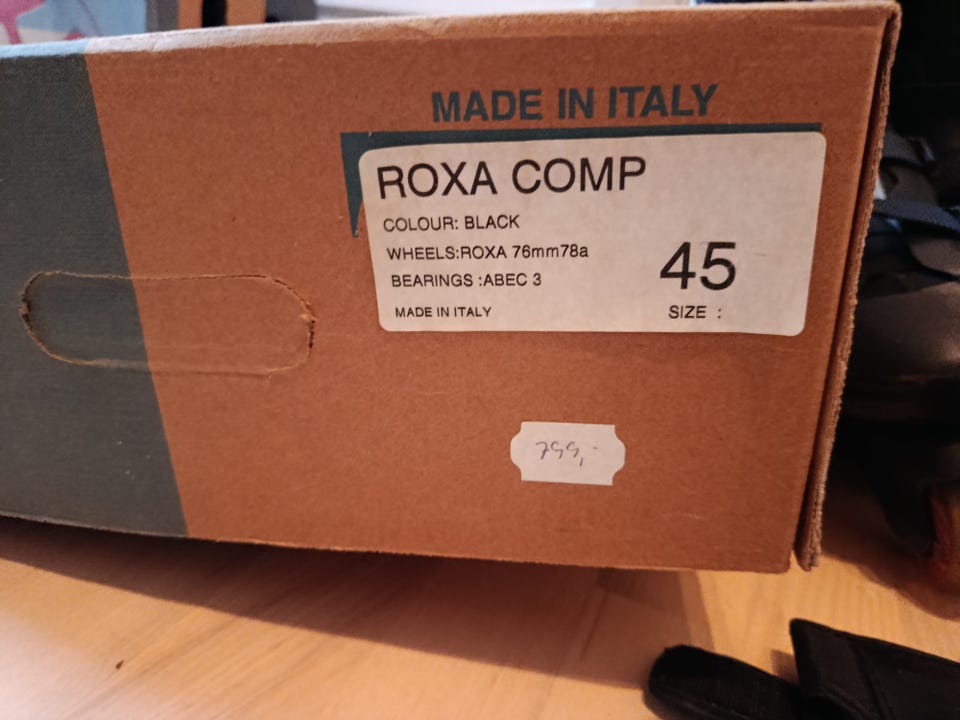 MADE IN ITALY
ROXA COMP
COLOUR: BLACK
WHEELS:ROXA 76mm78a
BEARINGS :ABEC 3
45
MADE IN ITALY
SIZE :
799,-